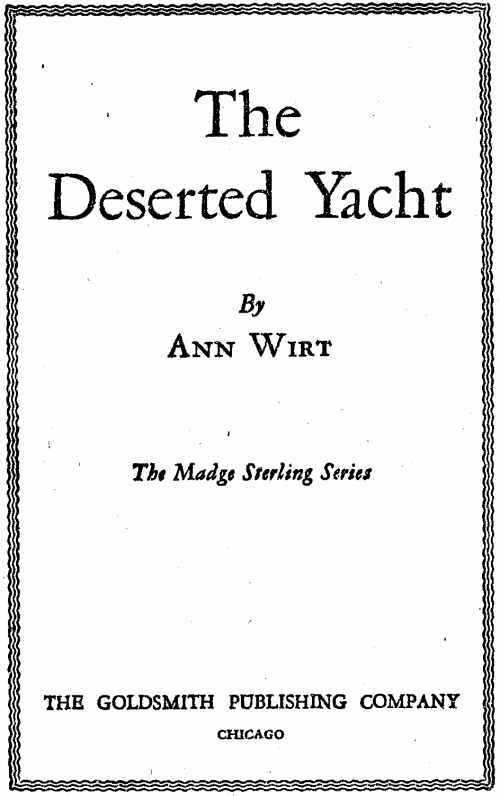 The
Deserted Yacht
By
ANN WIRT
The Madge Sterling Series
THE GOLDSMITH PUBLISHING COMPANY
CHICAGO